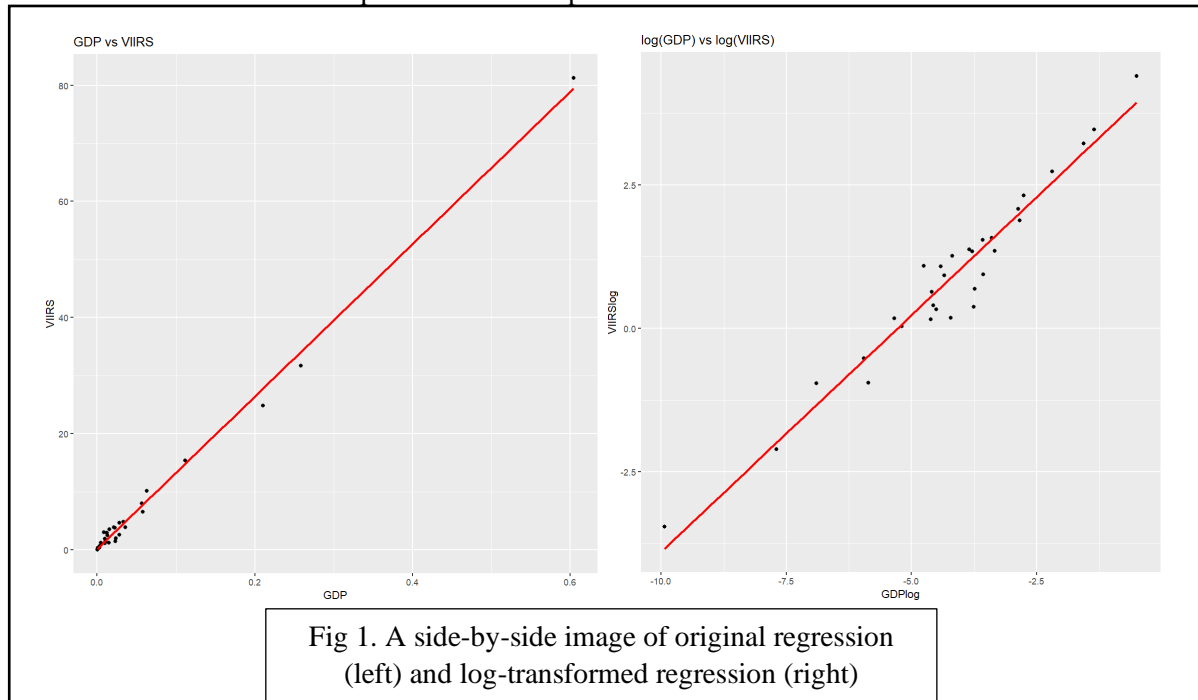 GDP vs VIIRS
80
60
40
20
0
VIIRS
0.0 0.2 0.4 0.6
GDP
log(GDP) vs log(VIIRS)
2.5
0.0
-2.5
VIIRSlog
-10.0 -7.5 -5.0 -2.5
GDPlog
Fig 1. A side-by-side image of original regression
(left) and log-transformed regression (right)